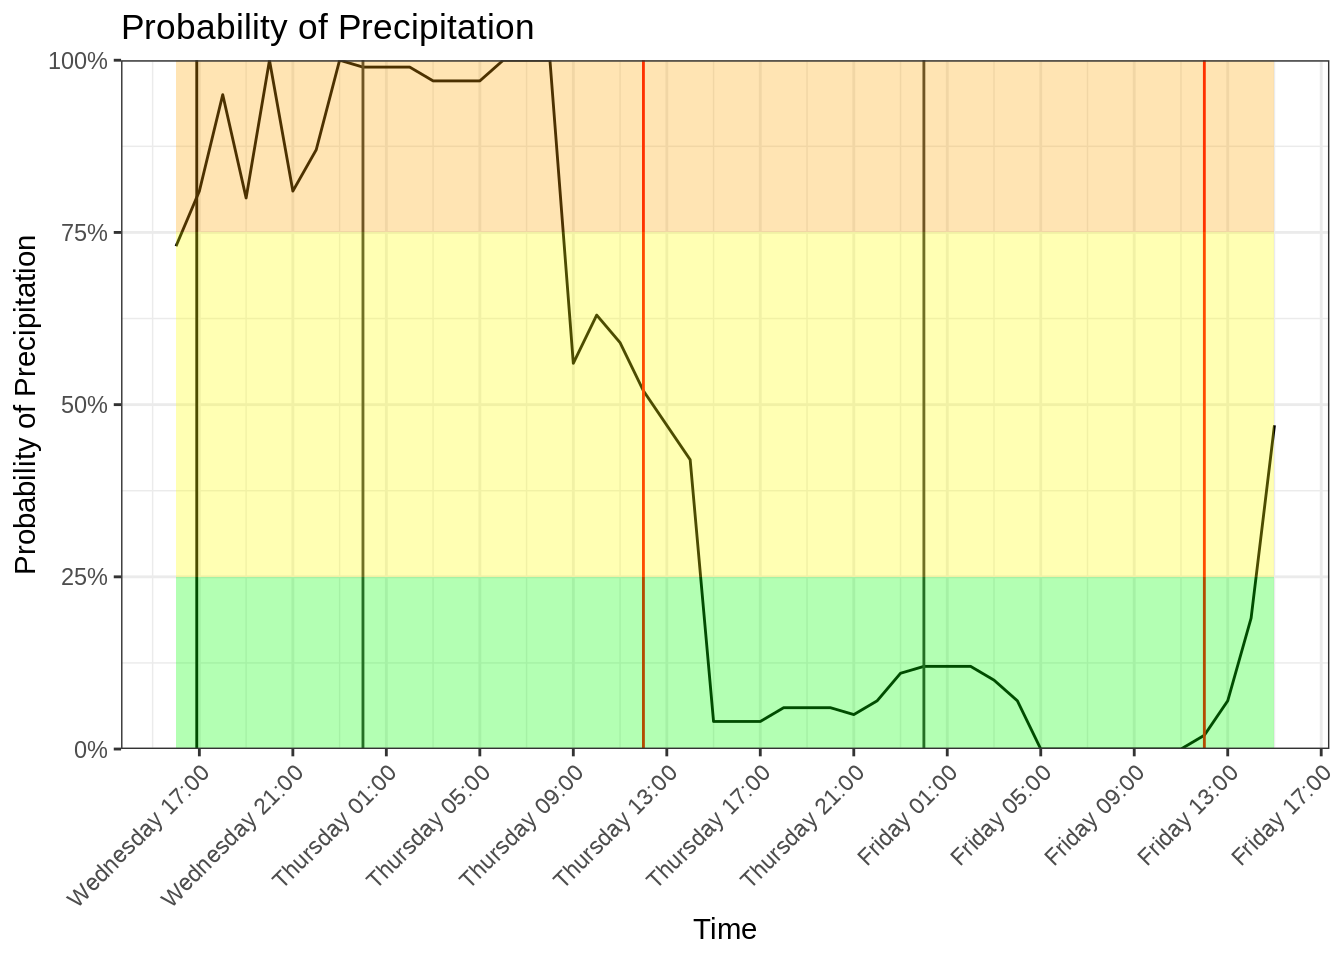 Probability of Precipitation
Probability of Precipitation
100%
75%
50%
25%
0%
Wednesday 17:00
Wednesday 21:00
Thursday 01:00
Thursday 05:00
Thursday 09:00
Thursday 13:00
Thursday 17:00
Thursday 21:00
Friday 01:00
Friday 05:00
Friday 09:00
Friday 13:00
Friday 17:00
Time